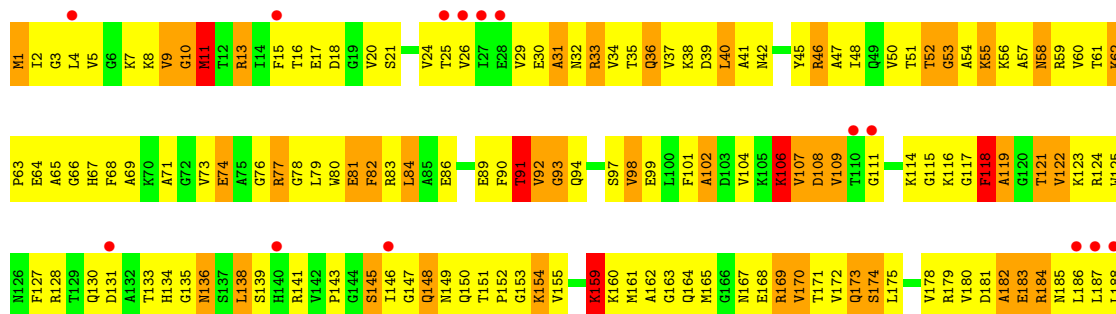 M1 I2 G3 L4 V5 G6 K7 K8 V9 G10 M11 T12 R13 I14 F15 T16 E17 D18 G19 V20 S21 V24 T25 V26 I27 E28 V29 E30 A31 N32 R33 V34 T35 Q36 V37 K38 D39 L40 A41 N42 Y45 R46 A47 I48 Q49 V50 T51 T52 G53 A54 K55 K56 A57 N58 R59 V60 T61 K62
P63 E64 A65 G66 H67 F68 A69 K70 A71 G72 V73 E74 A75 G76 R77 G78 L79 W80 E81 F82 R83 L84 A85 E86 E89 F90 T91 V92 G93 Q94 S97 V98 E99 L100 F101 A102 D103 V104 K105 K106 V107 D108 V109 T110 G111 K114 G115 K116 G117 F118 A119 G120 T121 V122 K123 R124 W125
N126 F127 R128 T129 Q130 D131 A132 T133 H134 G135 N136 S137 L138 S139 H140 R141 V142 P143 G144 S145 I146 G147 Q148 N149 Q150 T151 P152 G153 K154 V155 K159 K160 M161 A162 G163 Q164 M165 G166 N167 E168 R169 V170 T171 V172 Q173 S174 L175 V178 R179 V180 D181 A182 E183 R184 N185 L186 L187 L188